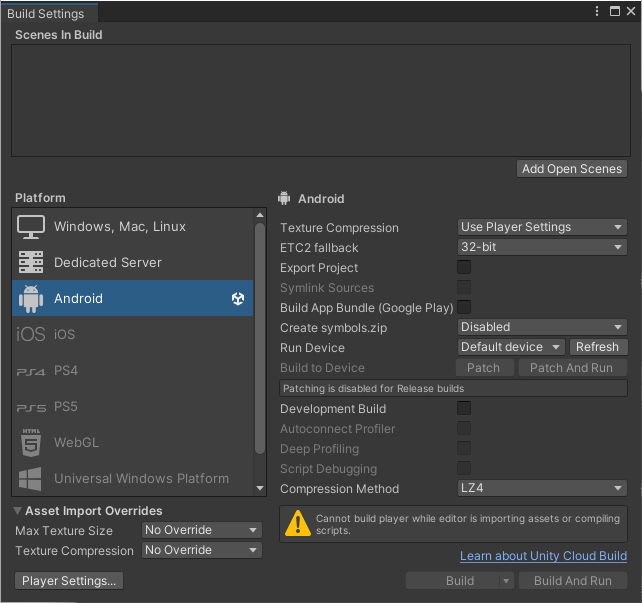 Build Settings
Scenes In Build
Add Open Scenes
Platform
Windows, Mac, Linux
Dedicated Server
Android
iOS iOS
PS4 PS4
PS5 PS5
HTML
5 WebGL
Universal Windows Platform
Asset Import Overrides
Max Texture Size No Override
Texture Compression No Override
Player Settings...
Android
Texture Compression Use Player Settings
ETC2 fallback 32-bit
Export Project
Symlink Sources
Build App Bundle (Google Play)
Create symbols.zip Disabled
Run Device Default device Refresh
Build to Device Patch Patch And Run
Patching is disabled for Release builds
Development Build
Autoconnect Profiler
Deep Profiling
Script Debugging
Compression Method LZ4
Cannot build player while editor is importing assets or compiling
scripts.
Learn about Unity Cloud Build
Build Build And Run